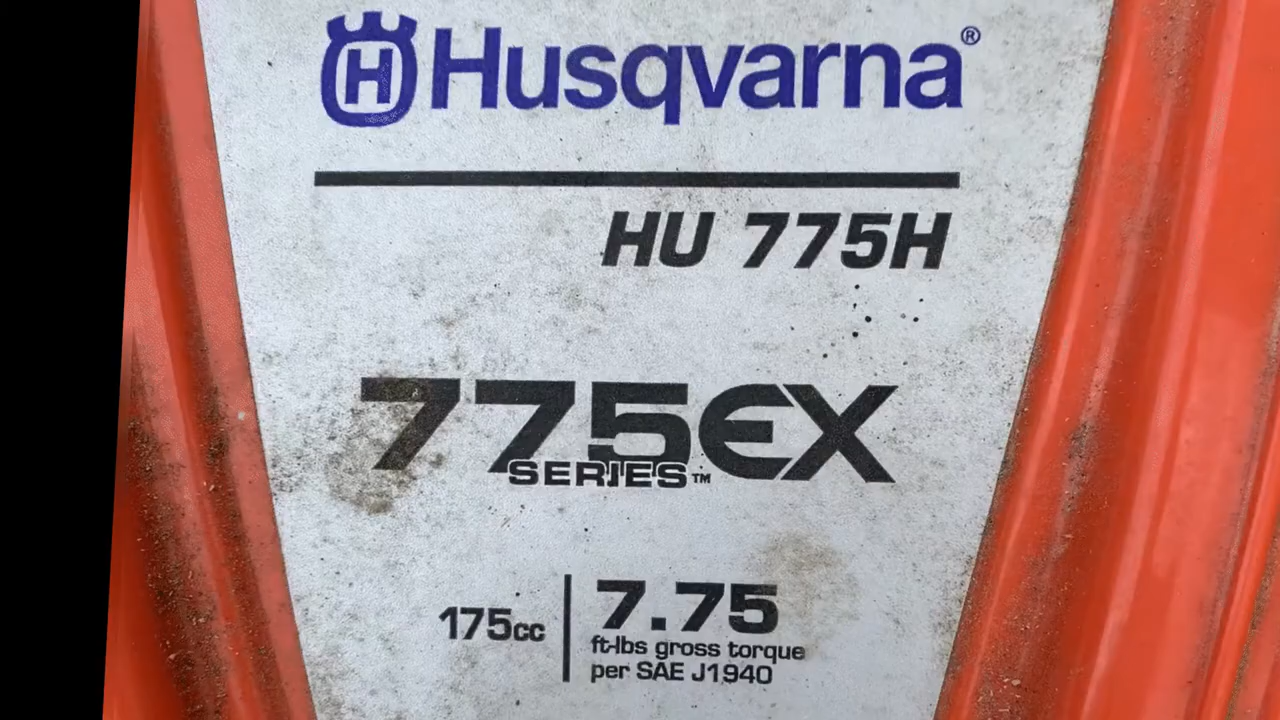 H Husqvarna®
HU 775H
775EX
SERIES™
175cc
7.75
ft-lbs gross torque
per SAE J1940